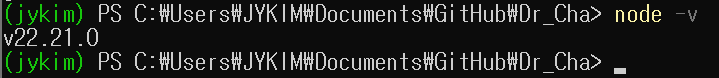 (jykim) PS C:₩Users₩JYKIM₩Documents₩GitHub₩Dr_Cha> node -v
v22.21.0
(jykim) PS C:₩Users₩JYKIM₩Documents₩GitHub₩Dr_Cha>